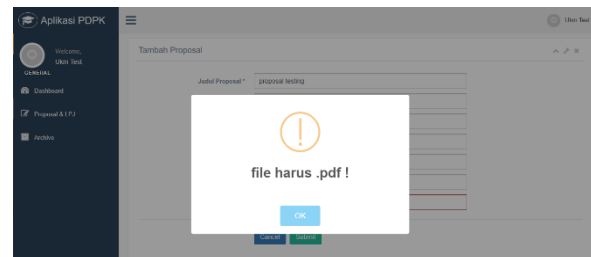 Aplikasi PDPK
Ukm Test
Welcome,
Ukm Test
GENERAL
Dashboard
Proposal & LPJ
Archive
Tambah Proposal
Judul Proposal *
proposal testing
file harus .pdf !
OK
Cancel
Submit